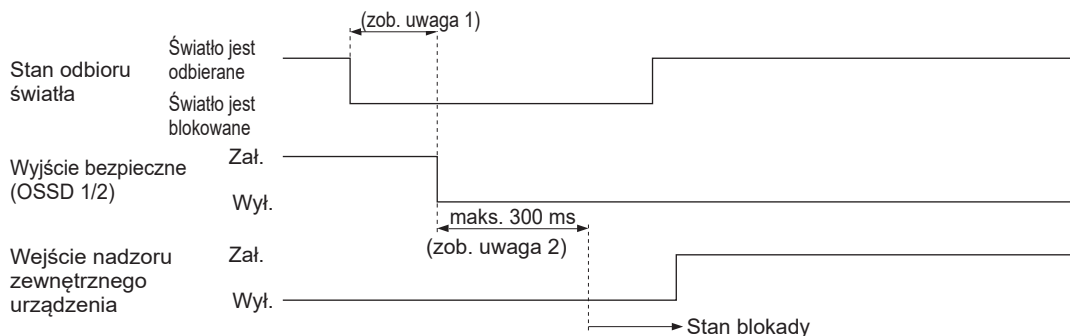 (zob. uwaga 1)
Stan odbioru
światła
Światło jest
odbierane
Światło jest
blokowane
Wyjście bezpieczne
(OSSD 1/2)
Zał.
Wył.
maks. 300 ms
(zob. uwaga 2)
Wejście nadzoru
zewnętrznego
urządzenia
Zał.
Wył.
Stan blokady